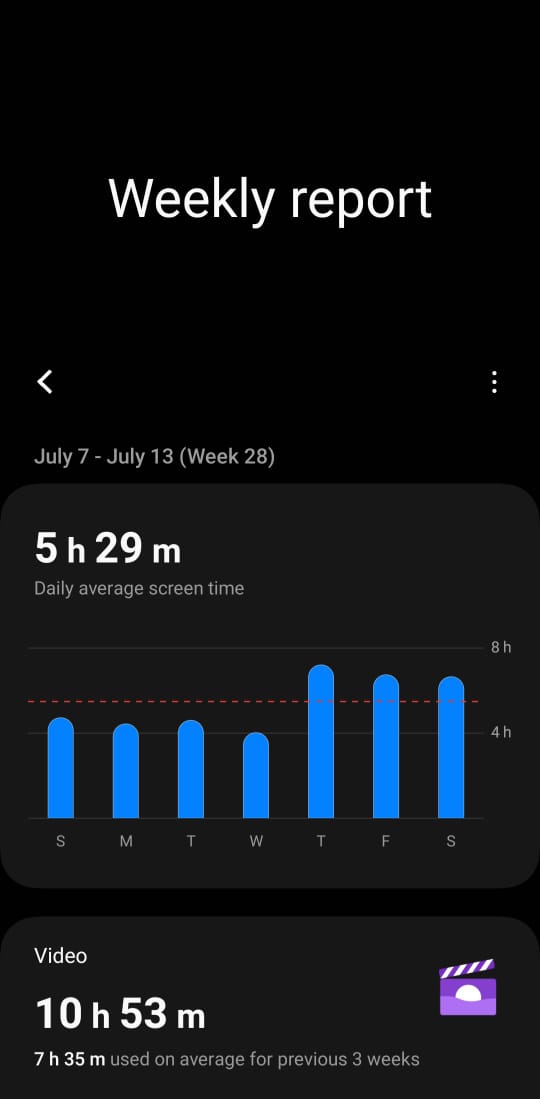 Weekly report
July 7 - July 13 (Week 28)
5 h 29 m
Daily average screen time
8 h
4 h
S M T W T F S
Video
10 h 53 m
7 h 35 m used on average for previous 3 weeks